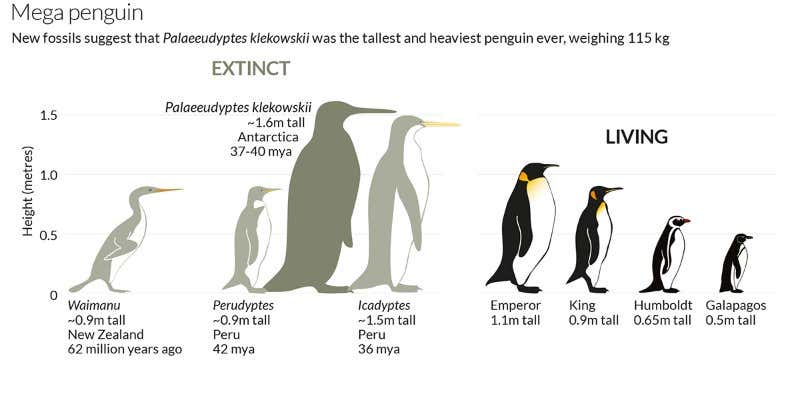 Mega penguin
New fossils suggest that Palaeeudyptes klekowskii was the tallest and heaviest penguin ever, weighing 115 kg
EXTINCT
Palaeeudyptes klekowskii
~1.6m tall
Antarctica
37-40 mya
LIVING
Height (metres)
1.5
1.0
0.5
0
Waimanu
~0.9m tall
New Zealand
62 million years ago
Perudyptes
~0.9m tall
Peru
42 mya
Icadyptes
~1.5m tall
Peru
36 mya
Emperor
1.1m tall
King
0.9m tall
Humboldt
0.65m tall
Galapagos
0.5m tall